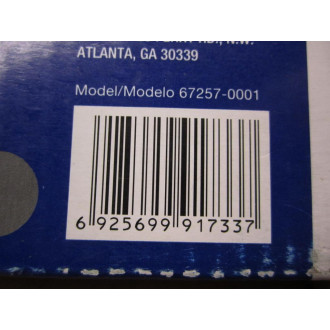 N.W.
ATLANTA, GA 30339
Model/Modelo 67257-0001
6 925699 917337